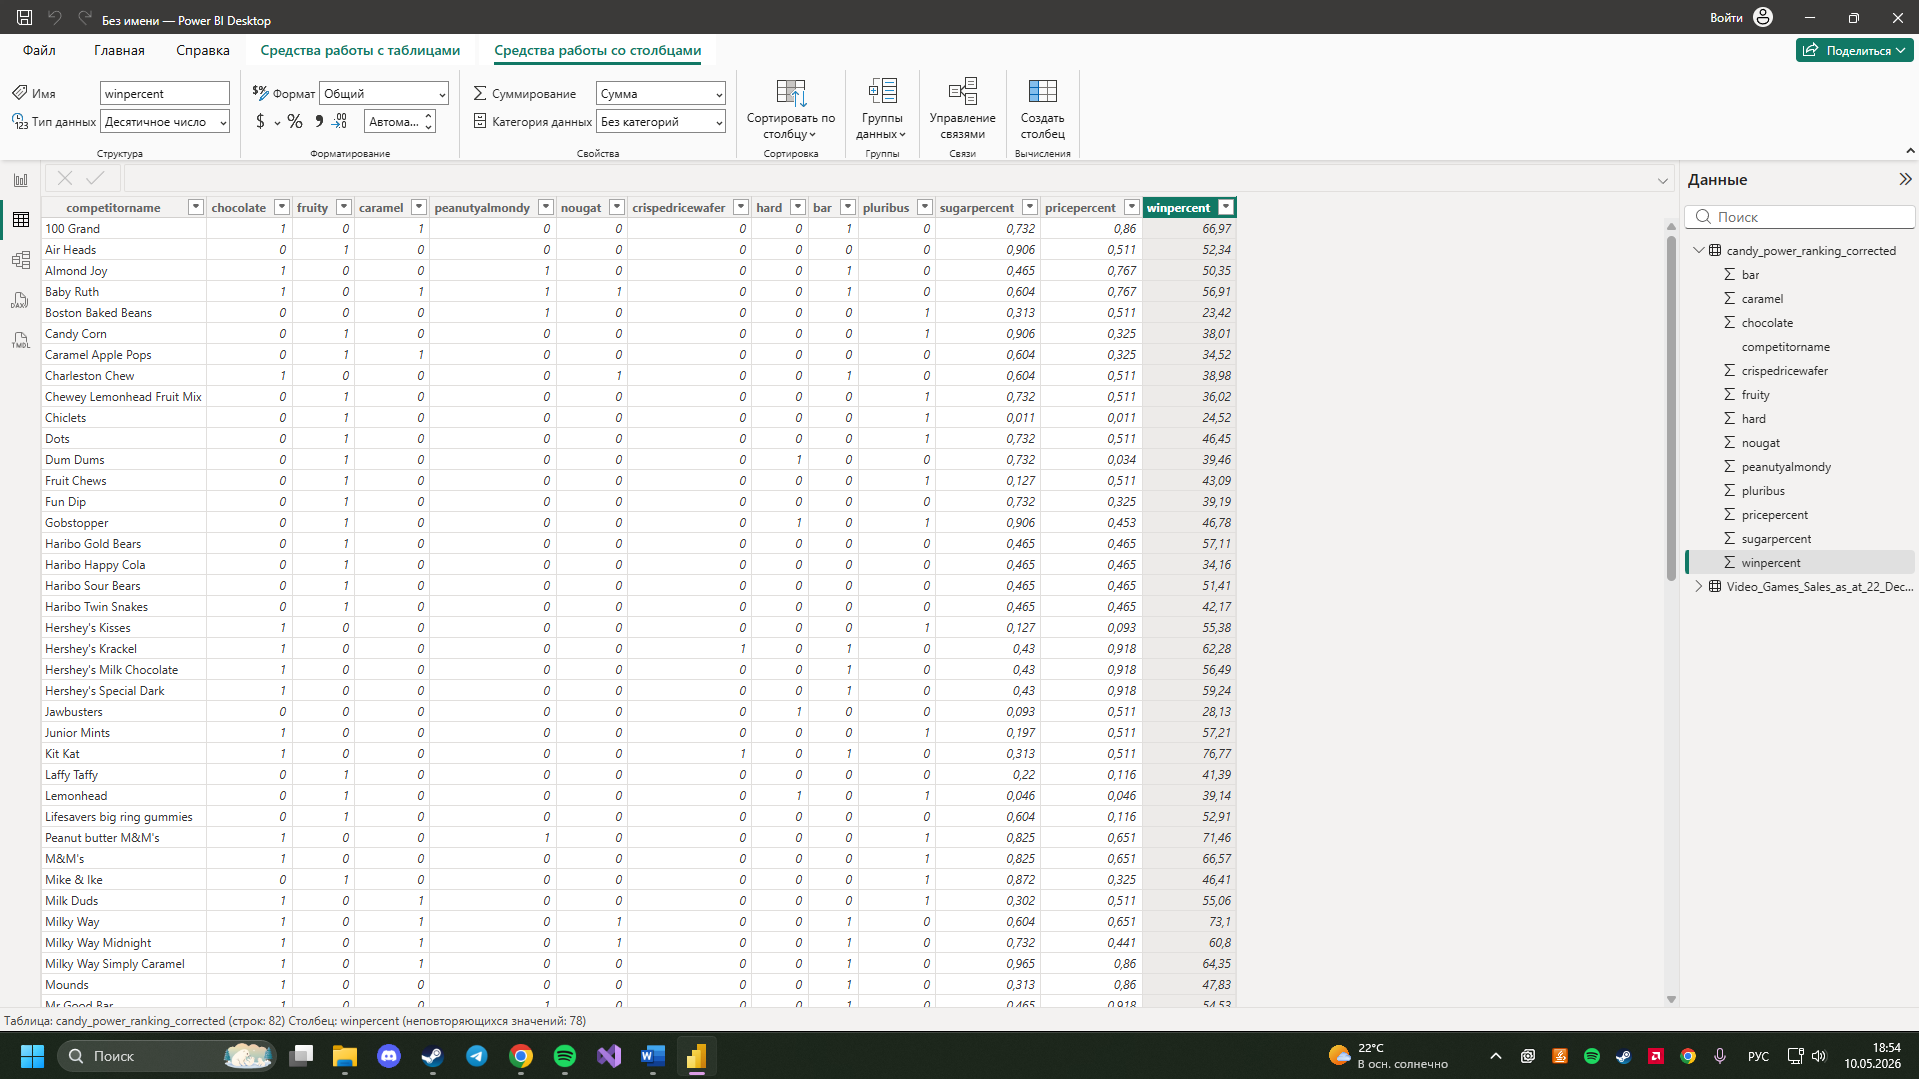 Без имени — Power BI Desktop
Войти
Файл Главная Справка Средства работы с таблицами Средства работы со столбцами Поделиться
Имя winpercent $% Формат Общий Суммирование Сумма
Тип данных Десятичное число $ % Автома... Категория данных Без категорий
Сортировать по столбцу
Группы данных
Управление связями
Создать столбец
Структура Форматирование Свойства Сортировка Группы Связи Вычисления
competitorname chocolate fruity caramel peanutyalmondy nougat crispedricewafer hard bar pluribus sugarpercent pricepercent winpercent
100 Grand 1 0 1 0 0 0 0 1 0 0,732 0,86 66,97
Air Heads 0 1 0 0 0 0 0 0 0 0,906 0,511 52,34
Almond Joy 1 0 0 1 0 0 0 1 0 0,465 0,767 50,35
Baby Ruth 1 0 1 1 1 0 0 1 0 0,604 0,767 56,91
Boston Baked Beans 0 0 0 1 0 0 0 0 1 0,313 0,511 23,42
Candy Corn 0 1 0 0 0 0 0 0 1 0,906 0,325 38,01
Caramel Apple Pops 0 1 1 0 0 0 0 0 0 0,604 0,325 34,52
Charleston Chew 1 0 0 0 1 0 0 1 0 0,604 0,511 38,98
Chewey Lemonhead Fruit Mix 0 1 0 0 0 0 0 0 1 0,732 0,511 36,02
Chiclets 0 1 0 0 0 0 0 0 1 0,011 0,011 24,52
Dots 0 1 0 0 0 0 0 0 1 0,732 0,511 46,45
Dum Dums 0 1 0 0 0 0 1 0 0 0,732 0,034 39,46
Fruit Chews 0 1 0 0 0 0 0 0 1 0,127 0,511 43,09
Fun Dip 0 1 0 0 0 0 0 0 0 0,732 0,325 39,19
Gobstopper 0 1 0 0 0 0 1 0 1 0,906 0,453 46,78
Haribo Gold Bears 0 1 0 0 0 0 0 0 0 0,465 0,465 57,11
Haribo Happy Cola 0 1 0 0 0 0 0 0 0 0,465 0,465 34,16
Haribo Sour Bears 0 1 0 0 0 0 0 0 0 0,465 0,465 51,41
Haribo Twin Snakes 0 1 0 0 0 0 0 0 0 0,465 0,465 42,17
Hershey's Kisses 1 0 0 0 0 0 0 0 1 0,127 0,093 55,38
Hershey's Krackel 1 0 0 0 0 1 0 1 0 0,43 0,918 62,28
Hershey's Milk Chocolate 1 0 0 0 0 0 0 1 0 0,43 0,918 56,49
Hershey's Special Dark 1 0 0 0 0 0 0 1 0 0,43 0,918 59,24
Jawbusters 0 0 0 0 0 0 1 0 0 0,093 0,511 28,13
Junior Mints 1 0 0 0 0 0 0 0 1 0,197 0,511 57,21
Kit Kat 1 0 0 0 0 1 0 1 0 0,313 0,511 76,77
Laffy Taffy 0 1 0 0 0 0 0 0 0 0,22 0,116 41,39
Lemonhead 0 1 0 0 0 0 1 0 1 0,046 0,046 39,14
Lifesavers big ring gummies 0 1 0 0 0 0 0 0 0 0,604 0,116 52,91
Peanut butter M&M's 1 0 0 1 0 0 0 0 1 0,825 0,651 71,46
M&M's 1 0 0 0 0 0 0 0 1 0,825 0,651 66,57
Mike & Ike 0 1 0 0 0 0 0 0 1 0,872 0,325 46,41
Milk Duds 1 0 1 0 0 0 0 0 1 0,302 0,511 55,06
Milky Way 1 0 1 0 1 0 0 1 0 0,604 0,651 73,1
Milky Way Midnight 1 0 1 0 1 0 0 1 0 0,732 0,441 60,8
Milky Way Simply Caramel 1 0 1 0 0 0 0 1 0 0,965 0,86 64,35
Mounds 1 0 0 0 0 0 0 1 0 0,313 0,86 47,83
Mr Good Bar 1 0 0 1 0 0 0 1 0 0,465 0,918 54,53
Данные
Поиск
candy_power_ranking_corrected
bar
caramel
chocolate
competitorname
crispedricewafer
fruity
hard
nougat
peanutyalmondy
pluribus
pricepercent
sugarpercent
winpercent
Video_Games_Sales_as_at_22_Dec...
DAX
TMDL
Таблица: candy_power_ranking_corrected (строк: 82) Столбец: winpercent (неповторяющихся значений: 78)
Поиск
22°C
В осн. солнечно
РУС
18:54
10.05.2026